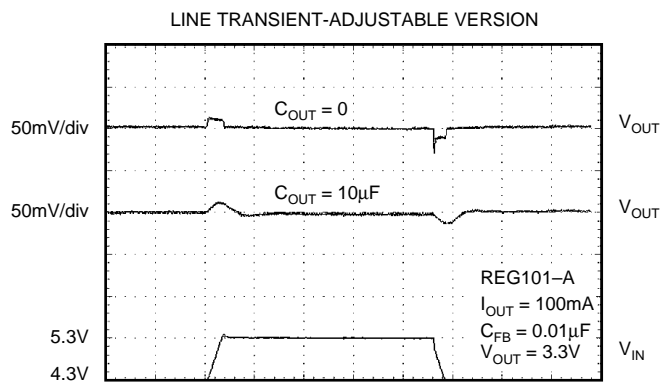 LINE TRANSIENT-ADJUSTABLE VERSION
C_OUT = 0
50mV/div
V_OUT
C_OUT = 10μF
50mV/div
V_OUT
REG101–A
I_OUT = 100mA
C_FB = 0.01μF
V_OUT = 3.3V
5.3V
V_IN
4.3V